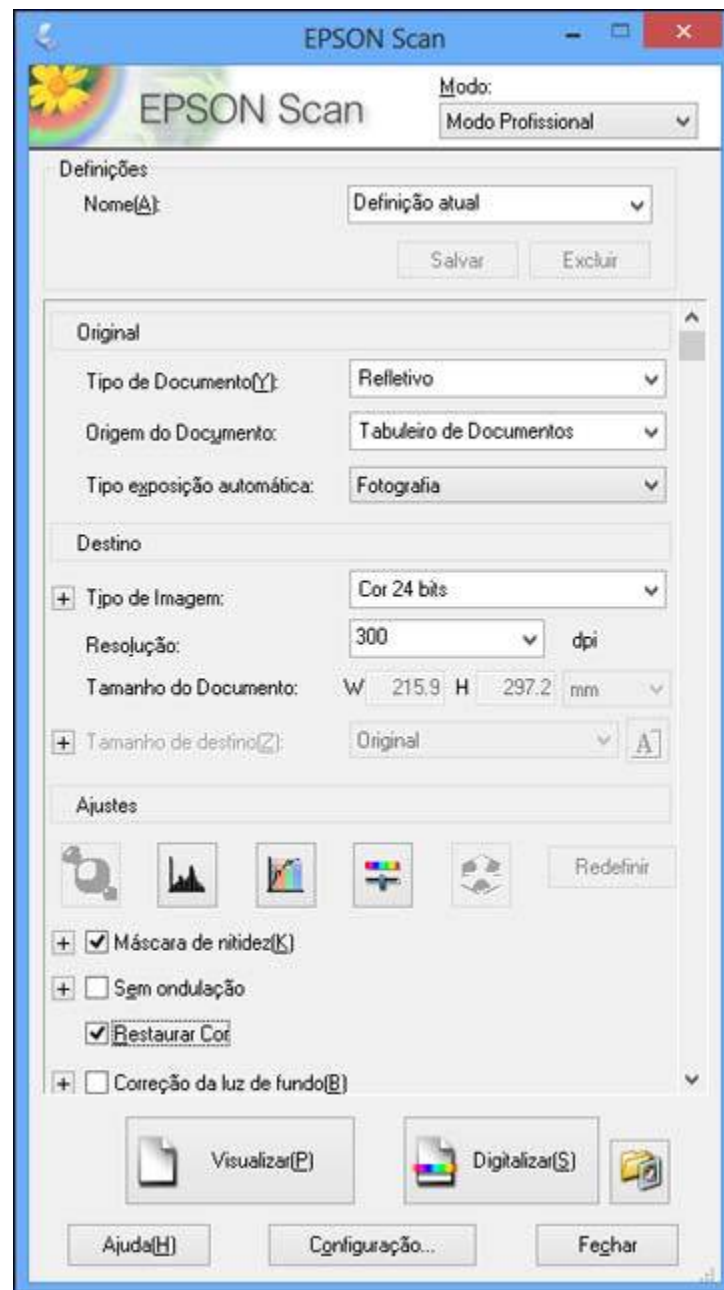 EPSON Scan
EPSON Scan
Modo:
Modo Profissional
Definições
Nome(A):
Definição atual
Salvar
Excluir
Original
Tipo de Documento(Y):
Refletivo
Origem do Documento:
Tabuleiro de Documentos
Tipo exposição automática:
Fotografia
Destino
Tipo de Imagem:
Cor 24 bits
Resolução:
300
dpi
Tamanho do Documento:
W 215.9 H 297.2 mm
Tamanho de destino(Z):
Original
A
Ajustes
Redefinir
Máscara de nitidez(K)
Sem ondulação
Restaurar Cor
Correção da luz de fundo(B)
Visualizar(P)
Digitalizar(S)
Ajuda(H)
Configuração...
Fechar